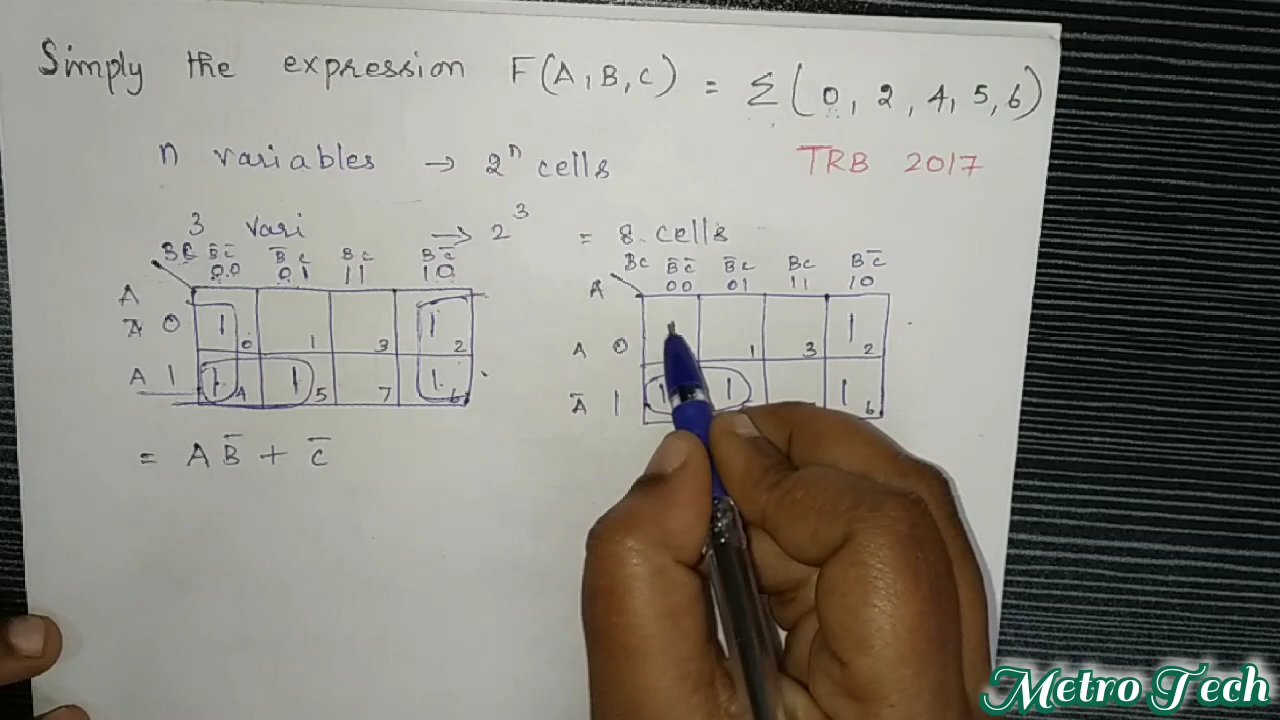 Simply the expression F(A, B, C) = Σ(0, 2, 4, 5, 6)
n variables → 2ⁿ cells
TRB 2017
3 vari → 2³ = 8 cells
BC B̅C̅ B̅C BC BC̅
00 01 11 10
A
A̅ 0 1 0 1 3 1 2
A 1 1 4 1 5 7 1 6
= A B̅ + C̅
BC B̅C̅ B̅C BC BC̅
A 00 01 11 10
A 0 1 3 1 2
A̅ 1 1 1 1 6
Metro Tech